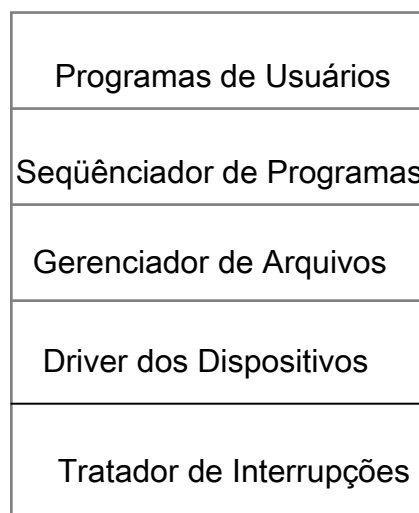 Programas de Usuários
Seqüênciador de Programas
Gerenciador de Arquivos
Driver dos Dispositivos
Tratador de Interrupções